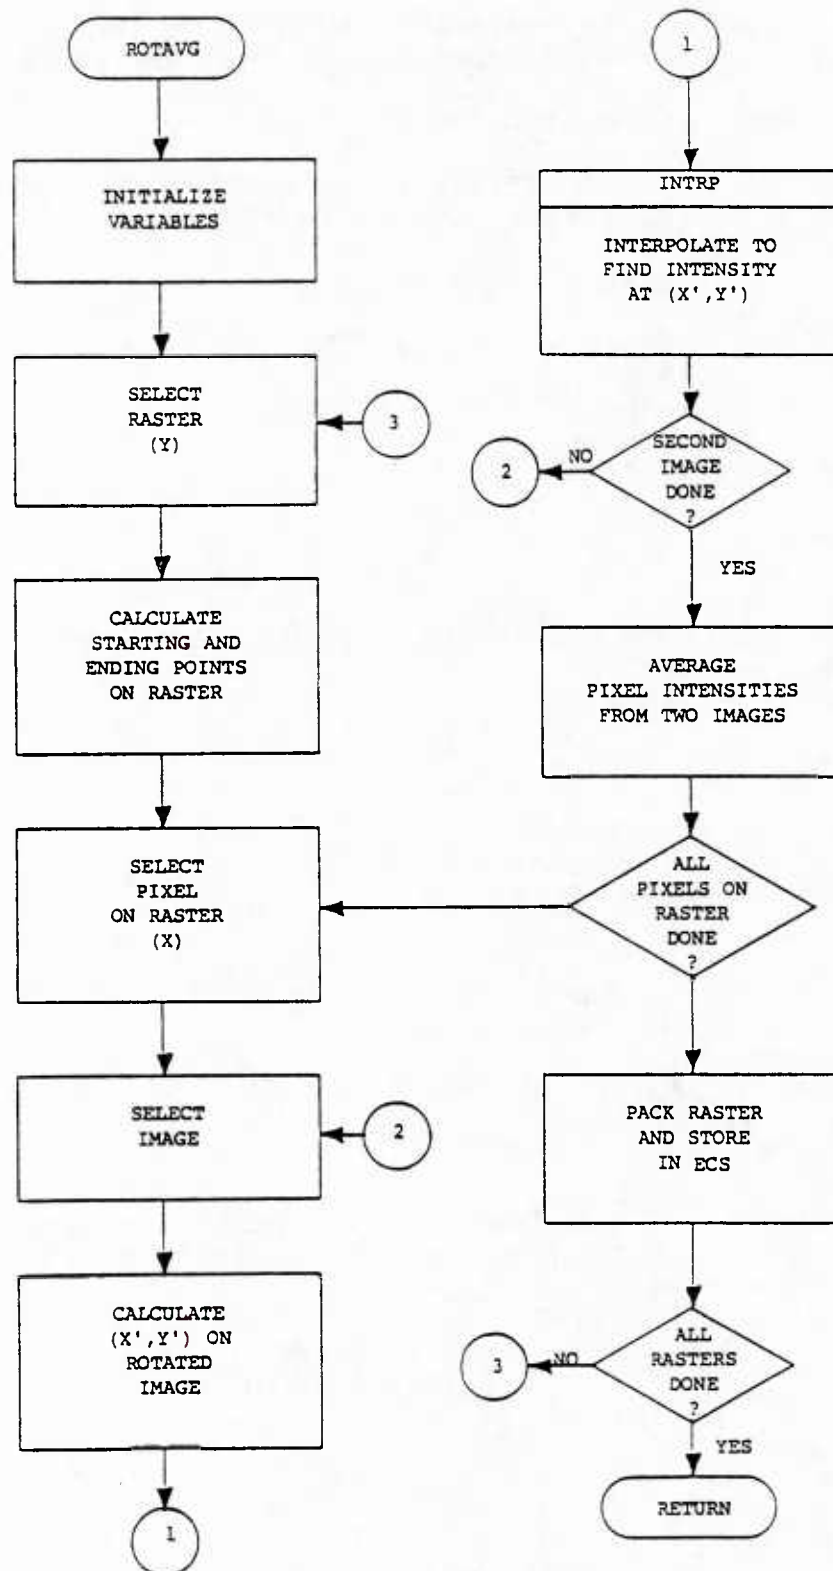 ROTAVG
INITIALIZE
VARIABLES
SELECT
RASTER
(Y)
3
CALCULATE
STARTING AND
ENDING POINTS
ON RASTER
SELECT
PIXEL
ON RASTER
(X)
SELECT
IMAGE
2
CALCULATE
(X',Y') ON
ROTATED
IMAGE
1
1
INTRP
INTERPOLATE TO
FIND INTENSITY
AT (X',Y')
SECOND
IMAGE
DONE
?
NO
2
YES
AVERAGE
PIXEL INTENSITIES
FROM TWO IMAGES
ALL
PIXELS ON
RASTER
DONE
?
PACK RASTER
AND STORE
IN ECS
ALL
RASTERS
DONE
?
NO
3
YES
RETURN